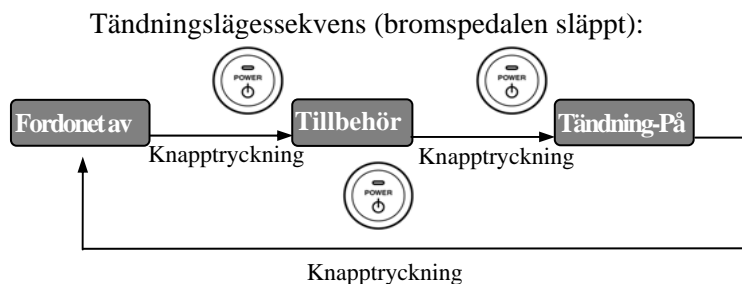 Tändningslägessekvens (bromspedalen släppt):
POWER
POWER
Fordonet av
Tillbehör
Tändning-På
Knapptryckning
Knapptryckning
POWER
Knapptryckning